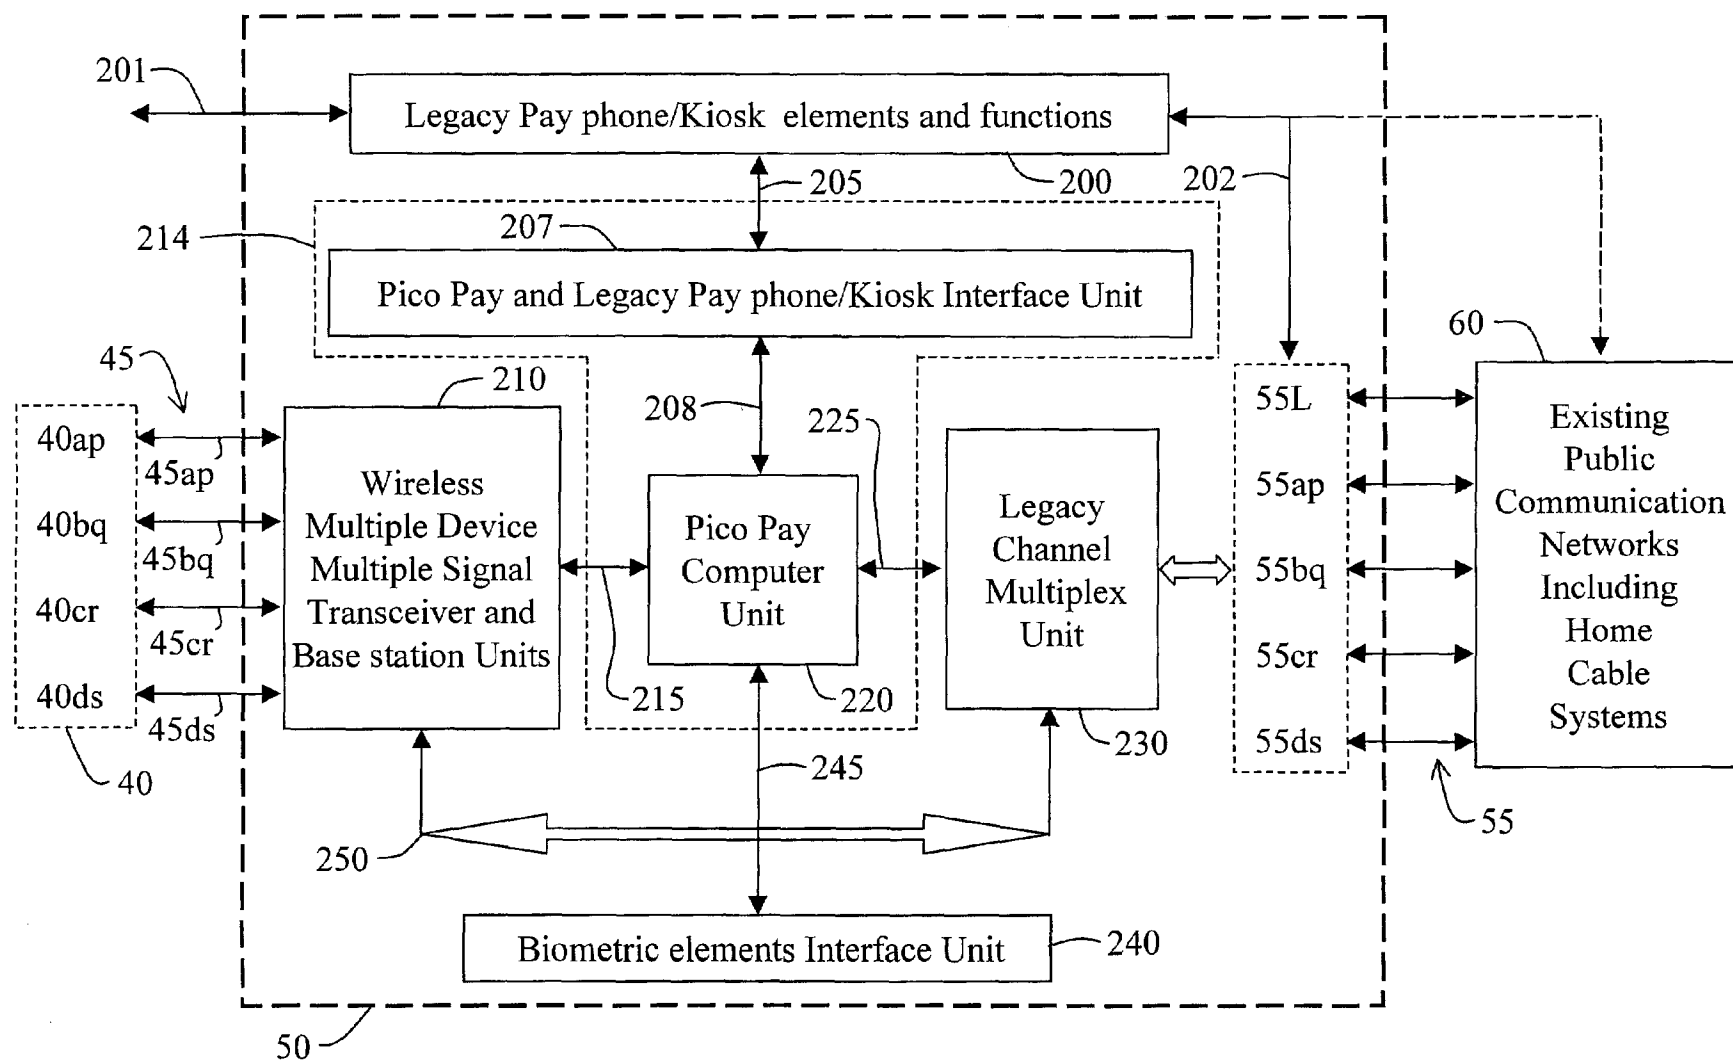 201
Legacy Pay phone/Kiosk elements and functions
205
200
202
214
207
Pico Pay and Legacy Pay phone/Kiosk Interface Unit
60
45
210
208
225
40ap
45ap
40bq
45bq
40cr
45cr
40ds
45ds
40
Wireless
Multiple Device
Multiple Signal
Transceiver and
Base station Units
Pico Pay
Computer
Unit
215
220
Legacy
Channel
Multiplex
Unit
230
55L
55ap
55bq
55cr
55ds
Existing
Public
Communication
Networks
Including
Home
Cable
Systems
55
245
250
Biometric elements Interface Unit
240
50